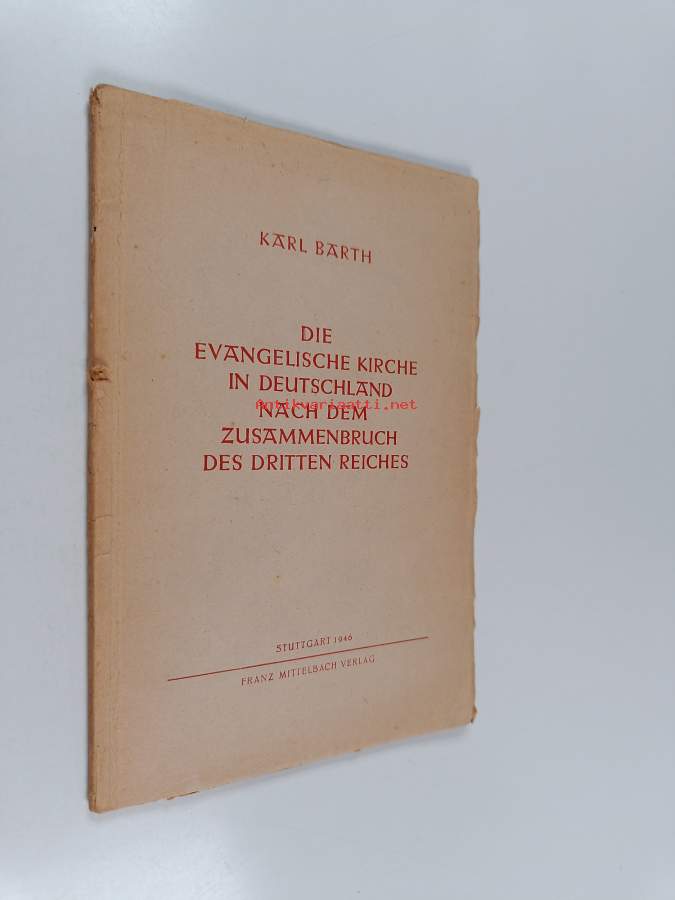 KARL BARTH
DIE
EVANGELISCHE KIRCHE
IN DEUTSCHLAND
Antikvariaatti.net
NACH DEM
ZUSAMMENBRUCH
DES DRITTEN REICHES
STUTTGART 1946
FRANZ MITTELBACH VERLAG